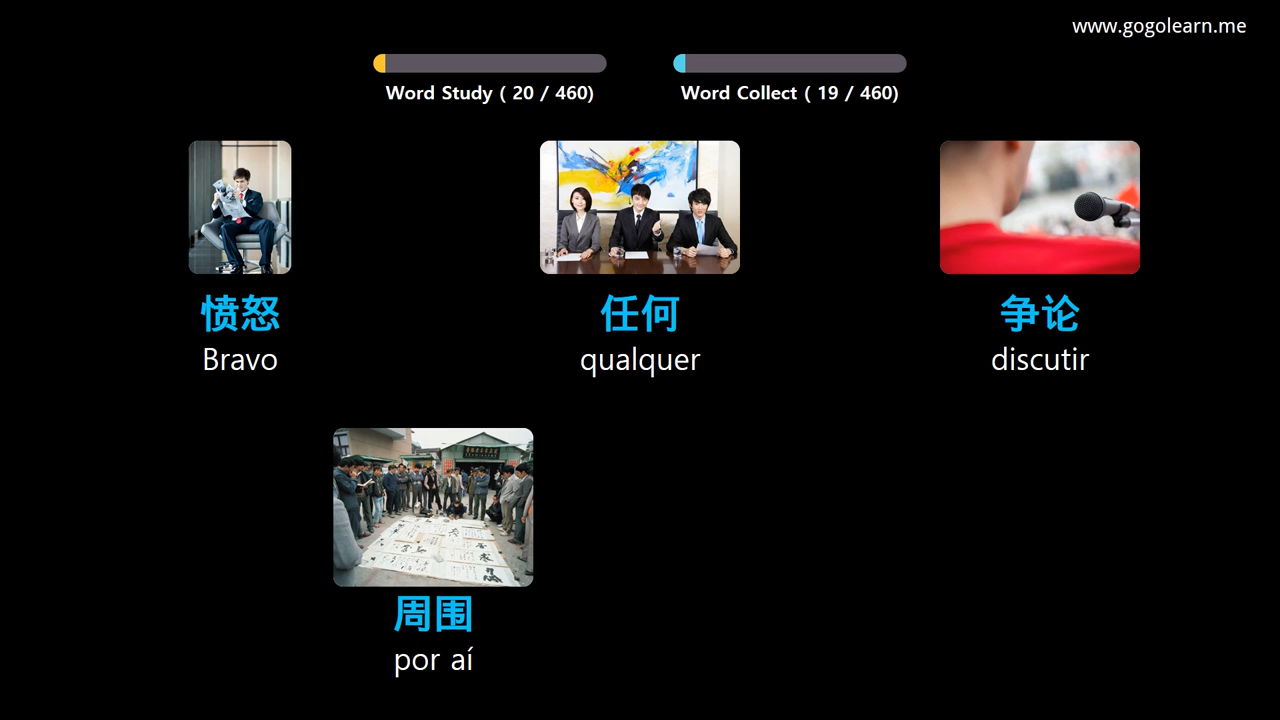 www.gogolearn.me
Word Study ( 20 / 460)
Word Collect ( 19 / 460)
愤怒
Bravo
任何
qualquer
争论
discutir
周围
por aí